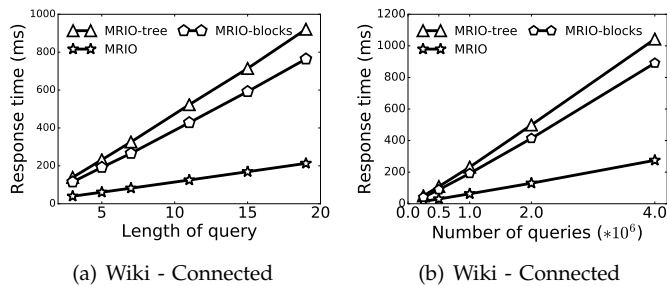 1000
800
600
400
200
0
Response time (ms)
MRIO-tree
MRIO-blocks
MRIO
5
10
15
20
Length of query
(a) Wiki - Connected
1200
1000
800
600
400
200
0
Response time (ms)
MRIO-tree
MRIO-blocks
MRIO
0.0
0.5
1.0
2.0
4.0
Number of queries (*10^6)
(b) Wiki - Connected